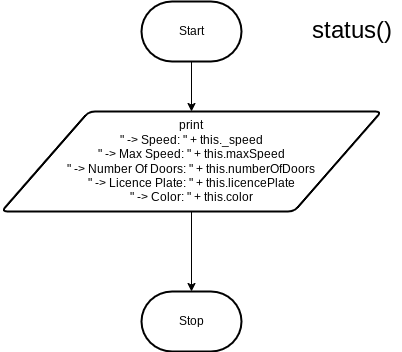 Start
status()
print
" -> Speed: " + this._speed
" -> Max Speed: " + this.maxSpeed
" -> Number Of Doors: " + this.numberOfDoors
" -> Licence Plate: " + this.licencePlate
" -> Color: " + this.color
Stop